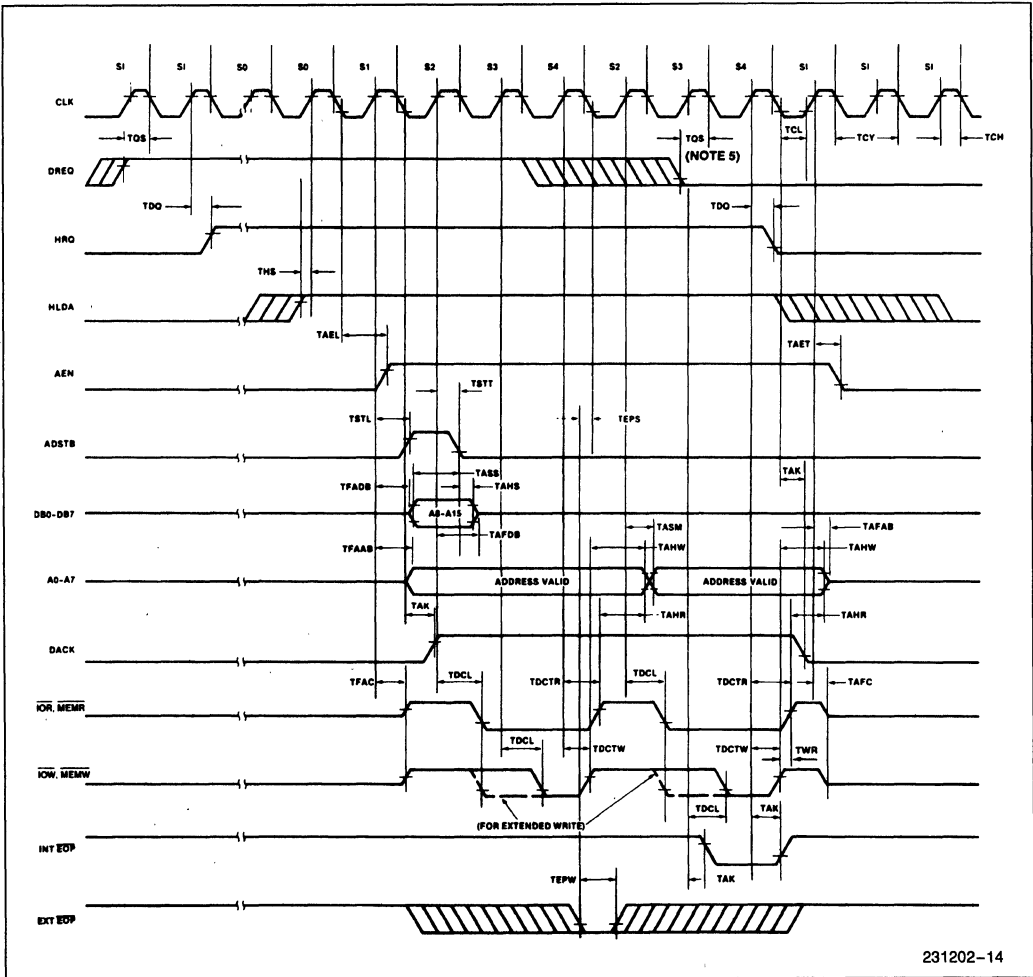 SI SI S0 S0 S1 S2 S3 S4 S2 S3 S4 SI SI SI
CLK
TQS TQS TCL TCY TCH
(NOTE 5)
DREQ
TDQ TDQ
HRQ
THS
HLDA
TAEL TAET
AEN
TSTT
TSTL TEPS
ADSTB
TASS TAK
TFADB TAHS
DB0-DB7 A8-A15 TAFAB
TAFDB TASM
TFAAB TAHW TAHW
A0-A7 ADDRESS VALID ADDRESS VALID
TAK TAHR TAHR
DACK
TFAC TDCL TDCTR TDCL TDCTR TAFC
IOR, MEMR
TDCL TDCTW TDCTW TWR
IOW, MEMW
(FOR EXTENDED WRITE) TDCL TAK
INT EOP
TEPW TAK
EXT EOP
231202-14